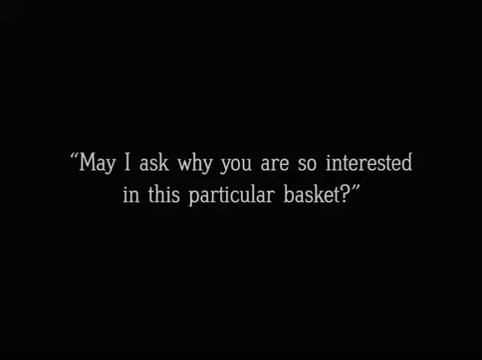 “May I ask why you are so interested
in this particular basket?”